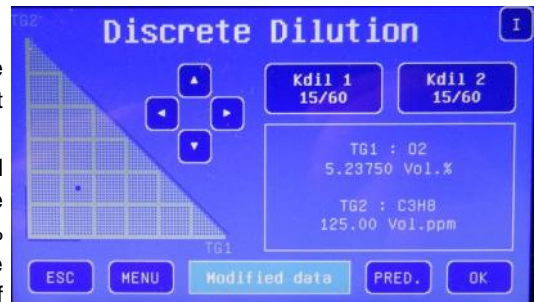 TG2
Discrete Dilution
I
Kdil 1
15/60
Kdil 2
15/60
TG1 : O2
5.23750 Vol.%
TG2 : C3H8
125.00 Vol.ppm
TG1
ESC
MENU
Modified data
PRED.
OK